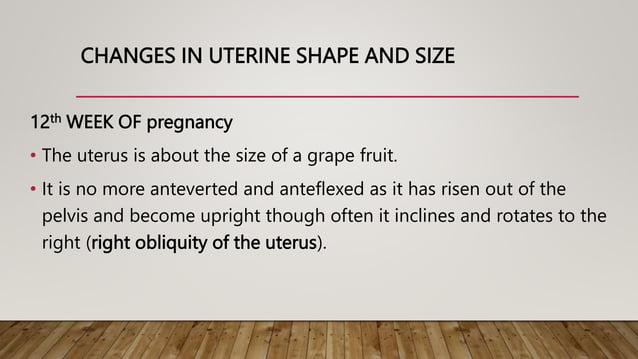 CHANGES IN UTERINE SHAPE AND SIZE
12th WEEK OF pregnancy
• The uterus is about the size of a grape fruit.
• It is no more anteverted and anteflexed as it has risen out of the
pelvis and become upright though often it inclines and rotates to the
right (right obliquity of the uterus).